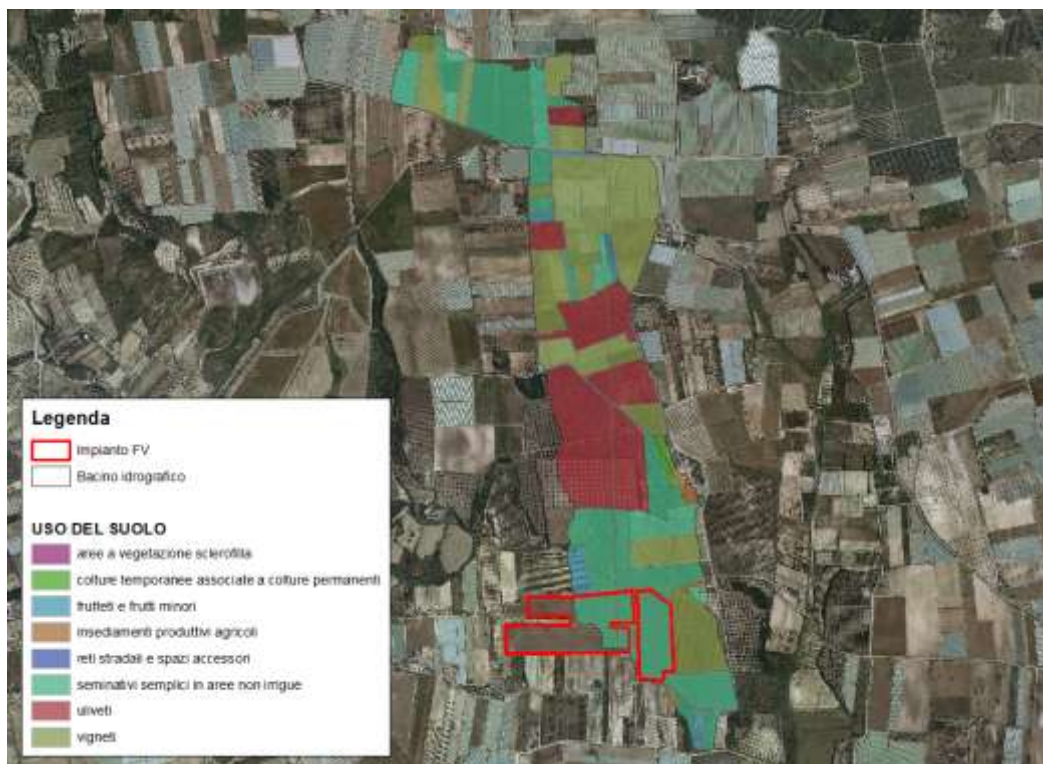 Legenda
Impianto FV
Bacino idrografico
USO DEL SUOLO
aree a vegetazione sclerofilla
colture temporanee associate a colture permanenti
frutteti e frutti minori
insediamenti produttivi agricoli
reti stradali e spazi accessori
seminativi semplici in aree non irrigue
uliveti
vigneti